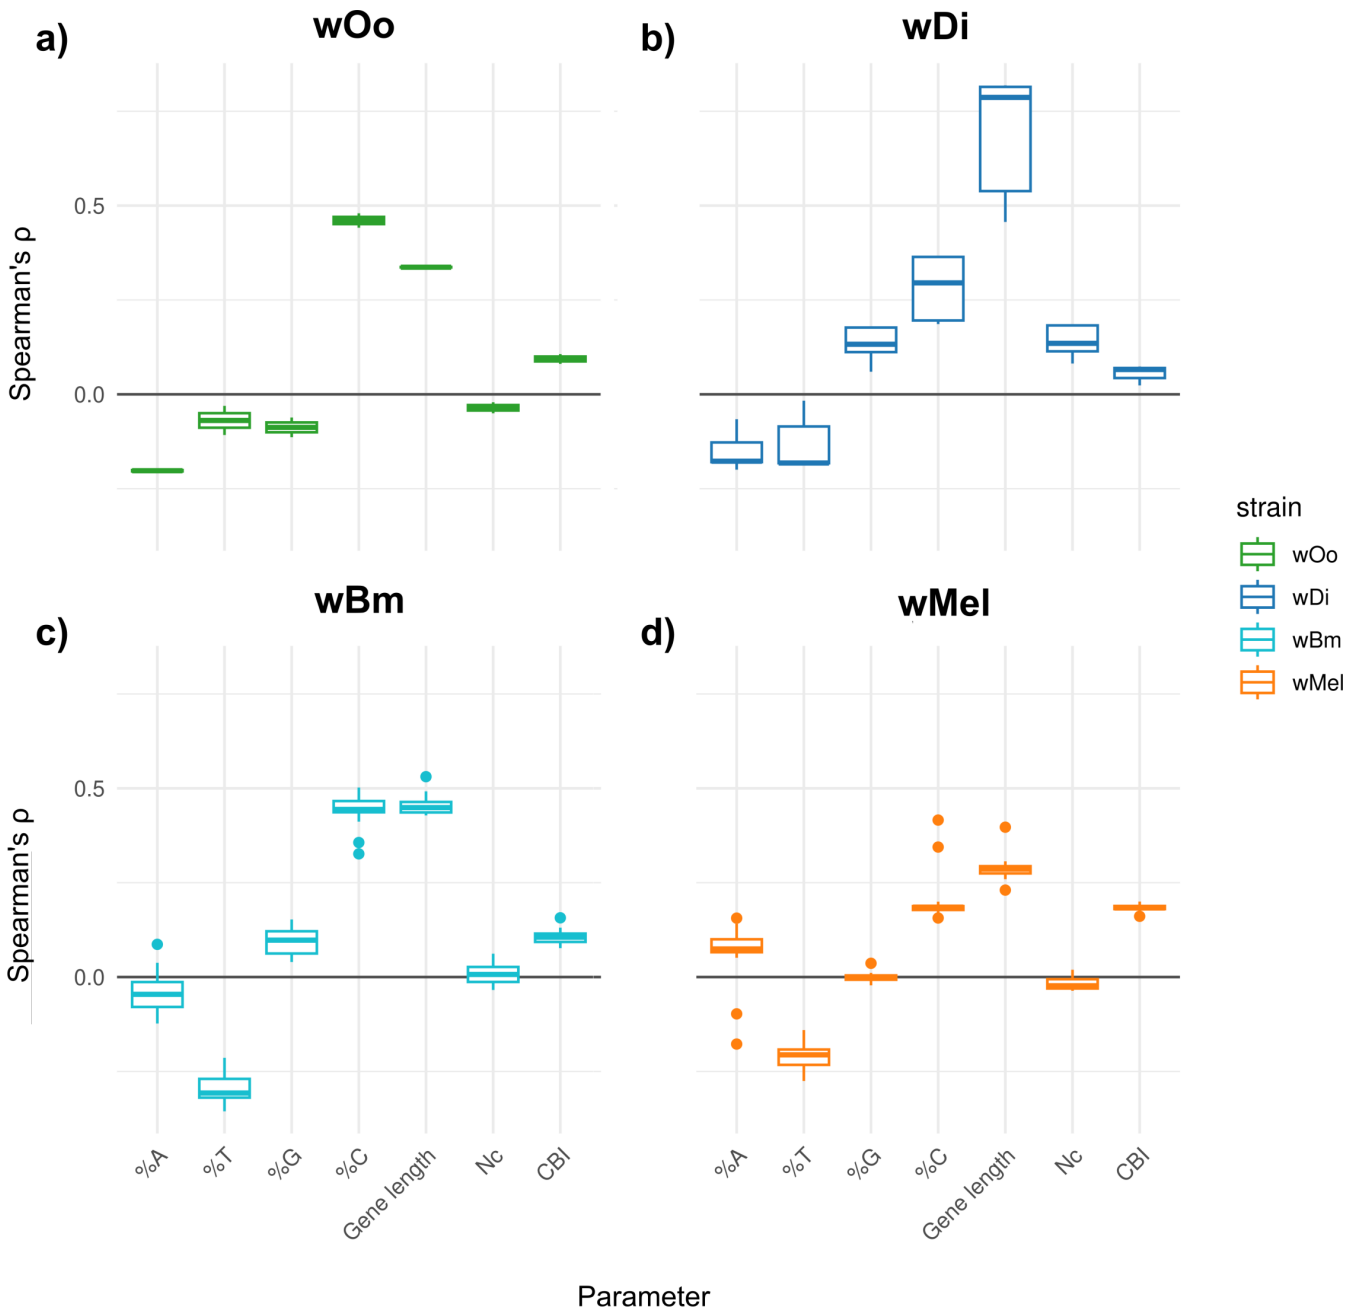 a)
wOo
b)
wDi
Spearman's ρ
0.5
0.0
c)
wBm
d)
wMel
Spearman's ρ
0.5
0.0
%A
%T
%G
%C
Gene length
Nc
CBI
%A
%T
%G
%C
Gene length
Nc
CBI
Parameter
strain
wOo
wDi
wBm
wMel